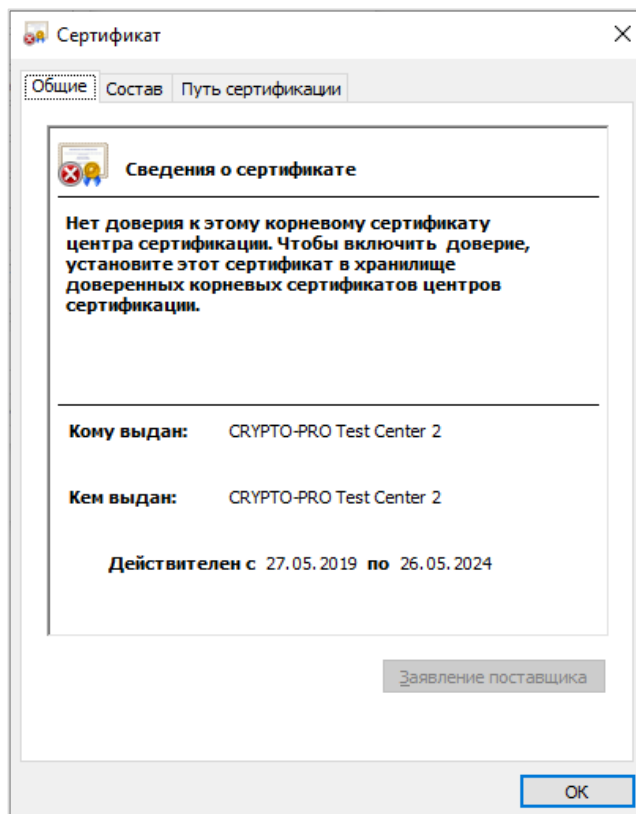 Сертификат
Общие Состав Путь сертификации
Сведения о сертификате
Нет доверия к этому корневому сертификату
центра сертификации. Чтобы включить доверие,
установите этот сертификат в хранилище
доверенных корневых сертификатов центров
сертификации.
Кому выдан: CRYPTO-PRO Test Center 2
Кем выдан: CRYPTO-PRO Test Center 2
Действителен с 27.05.2019 по 26.05.2024
Заявление поставщика
ОК